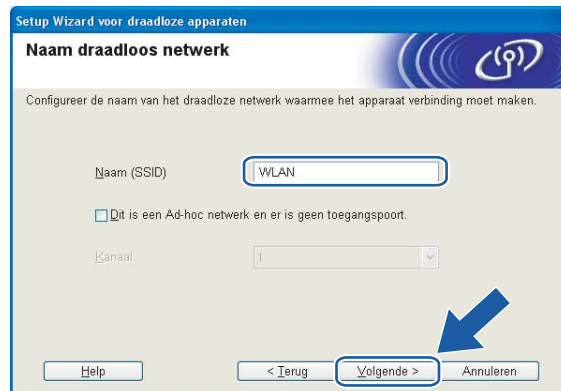 Setup Wizard voor draadloze apparaten
Naam draadloos netwerk
Configureer de naam van het draadloze netwerk waarmee het apparaat verbinding moet maken.
Naam (SSID) WLAN
Dit is een Ad-hoc netwerk en er is geen toegangspoort.
Kanaal 1
Help < Terug Volgende > Annuleren